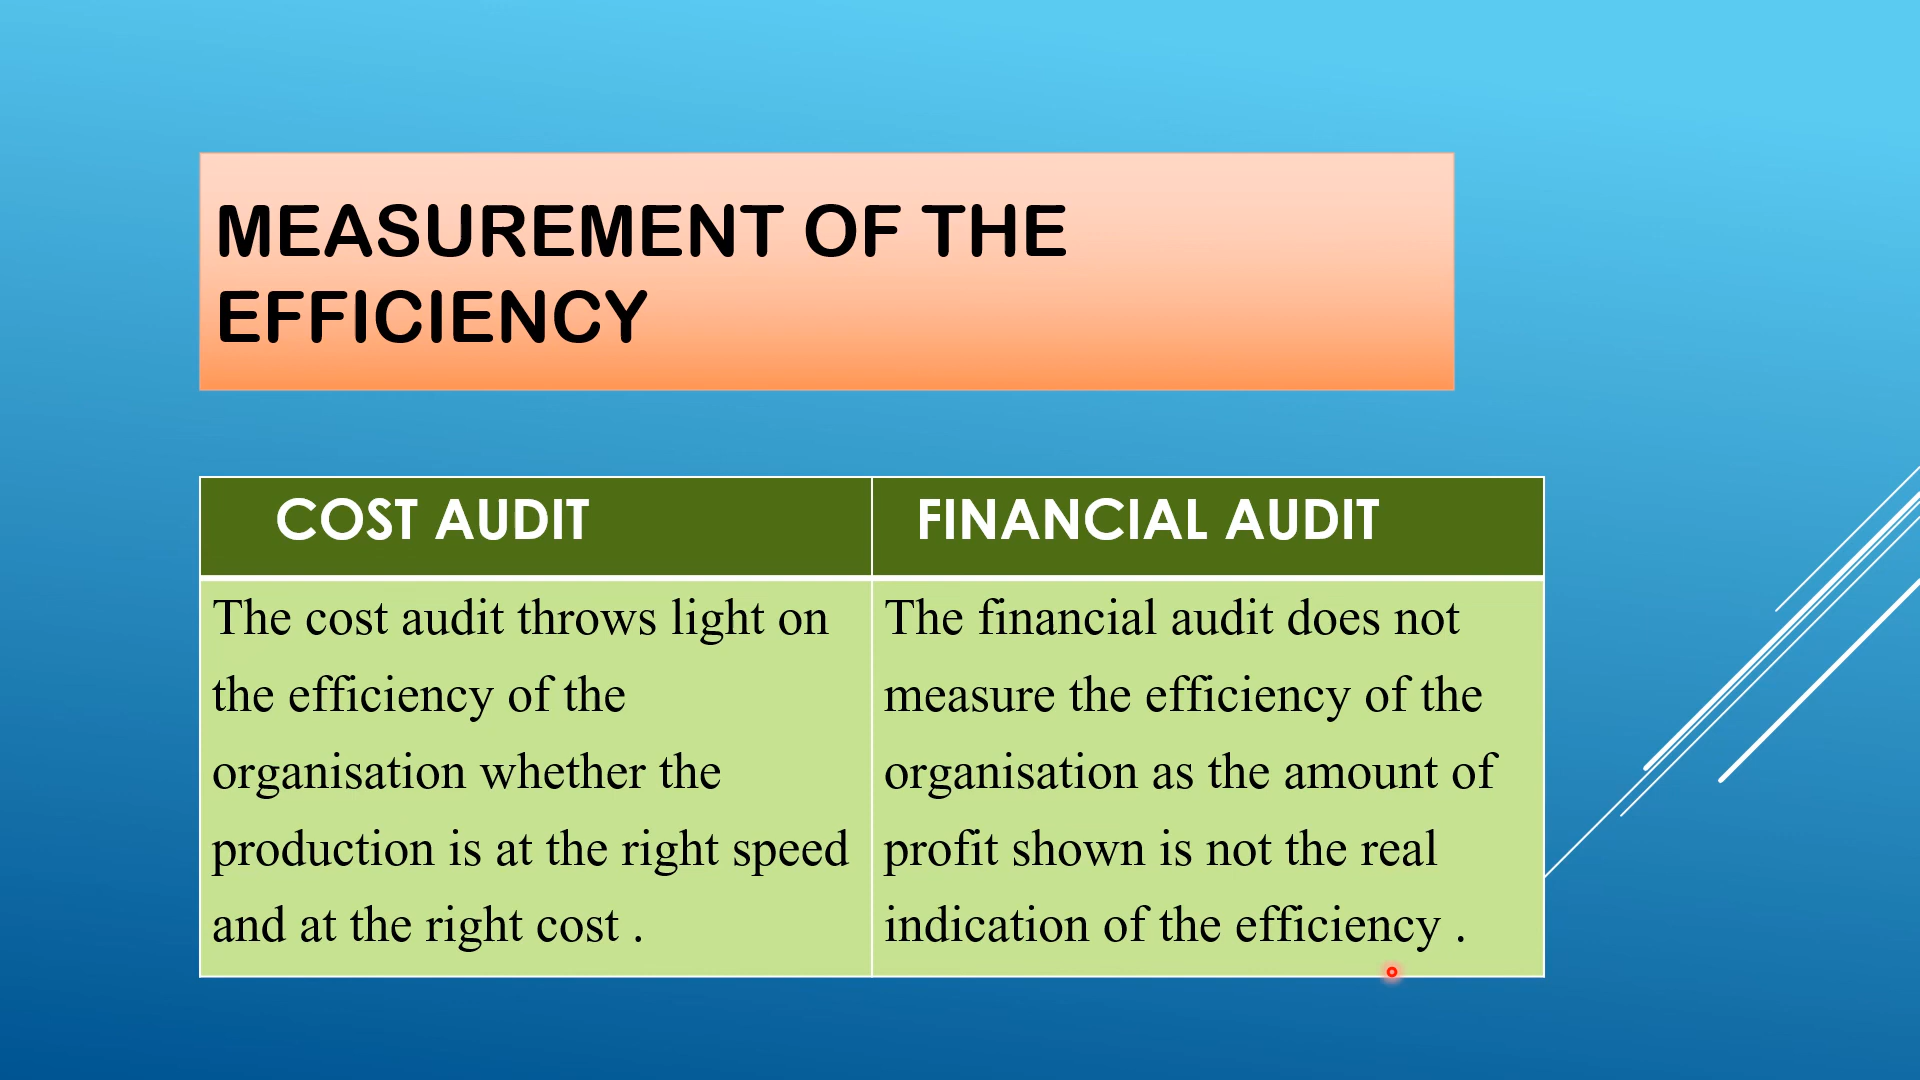 MEASUREMENT OF THE
EFFICIENCY
COST AUDIT
The cost audit throws light on
the efficiency of the
organisation whether the
production is at the right speed
and at the right cost .
FINANCIAL AUDIT
The financial audit does not
measure the efficiency of the
organisation as the amount of
profit shown is not the real
indication of the efficiency .